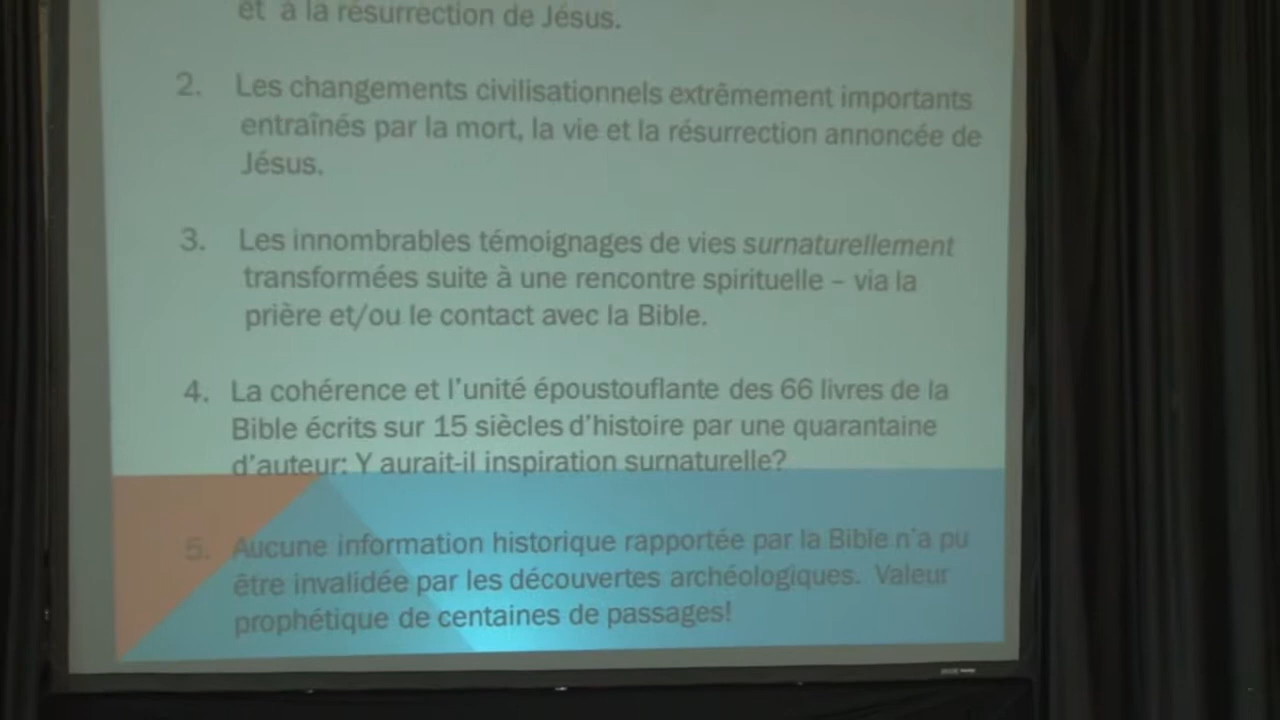 et à la résurrection de Jésus.
2. Les changements civilisationnels extrêmement importants
entraînés par la mort, la vie et la résurrection annoncée de
Jésus.
3. Les innombrables témoignages de vies surnaturellement
transformées suite à une rencontre spirituelle – via la
prière et/ou le contact avec la Bible.
4. La cohérence et l'unité époustouflante des 66 livres de la
Bible écrits sur 15 siècles d'histoire par une quarantaine
d'auteur: Y aurait-il inspiration surnaturelle?
5. Aucune information historique rapportée par la Bible n'a pu
être invalidée par les découvertes archéologiques. Valeur
prophétique de centaines de passages!